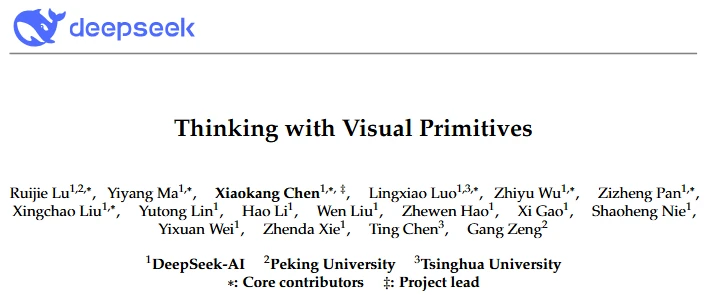 deepseek
Thinking with Visual Primitives
Ruijie Lu1,2,*, Yiyang Ma1,*, Xiaokang Chen1,*,‡, Lingxiao Luo1,3,*, Zhiyu Wu1,*, Zizheng Pan1,*,
Xingchao Liu1,*, Yutong Lin1, Hao Li1, Wen Liu1, Zhewen Hao1, Xi Gao1, Shaoheng Nie1,
Yixuan Wei1, Zhenda Xie1, Ting Chen3, Gang Zeng2
1DeepSeek-AI 2Peking University 3Tsinghua University
*: Core contributors ‡: Project lead